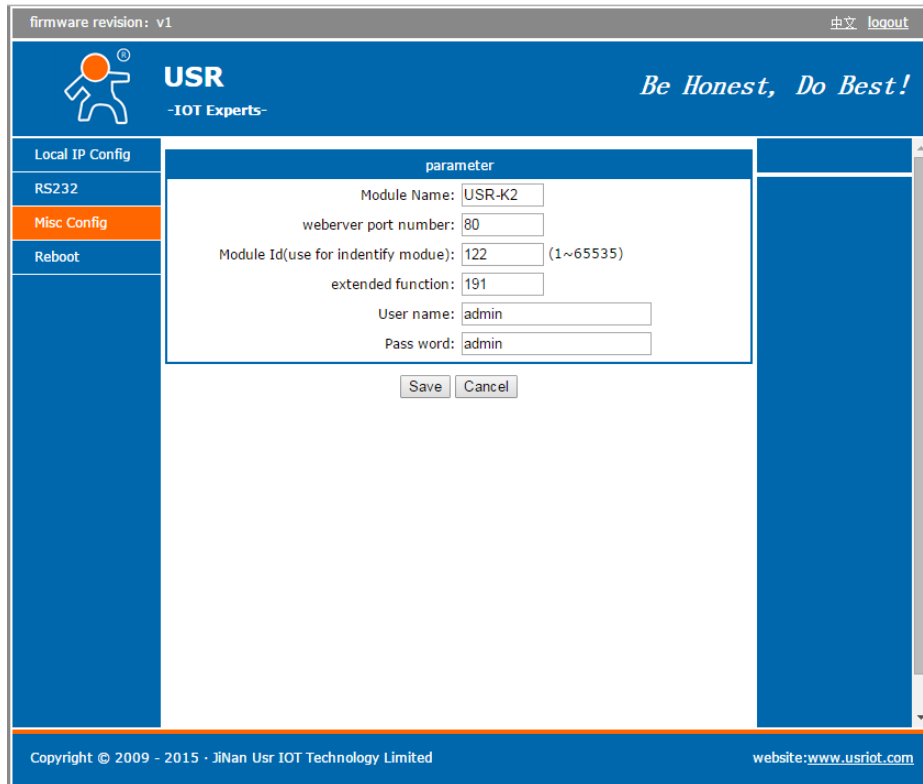 firmware revision: v1
中文 logout
®
USR
-IOT Experts-
Be Honest, Do Best!
Local IP Config
RS232
Misc Config
Reboot
parameter
Module Name: USR-K2
weberver port number: 80
Module Id(use for indentify modue): 122 (1~65535)
extended function: 191
User name: admin
Pass word: admin
Save Cancel
Copyright © 2009 - 2015 · JiNan Usr IOT Technology Limited
website:www.usriot.com